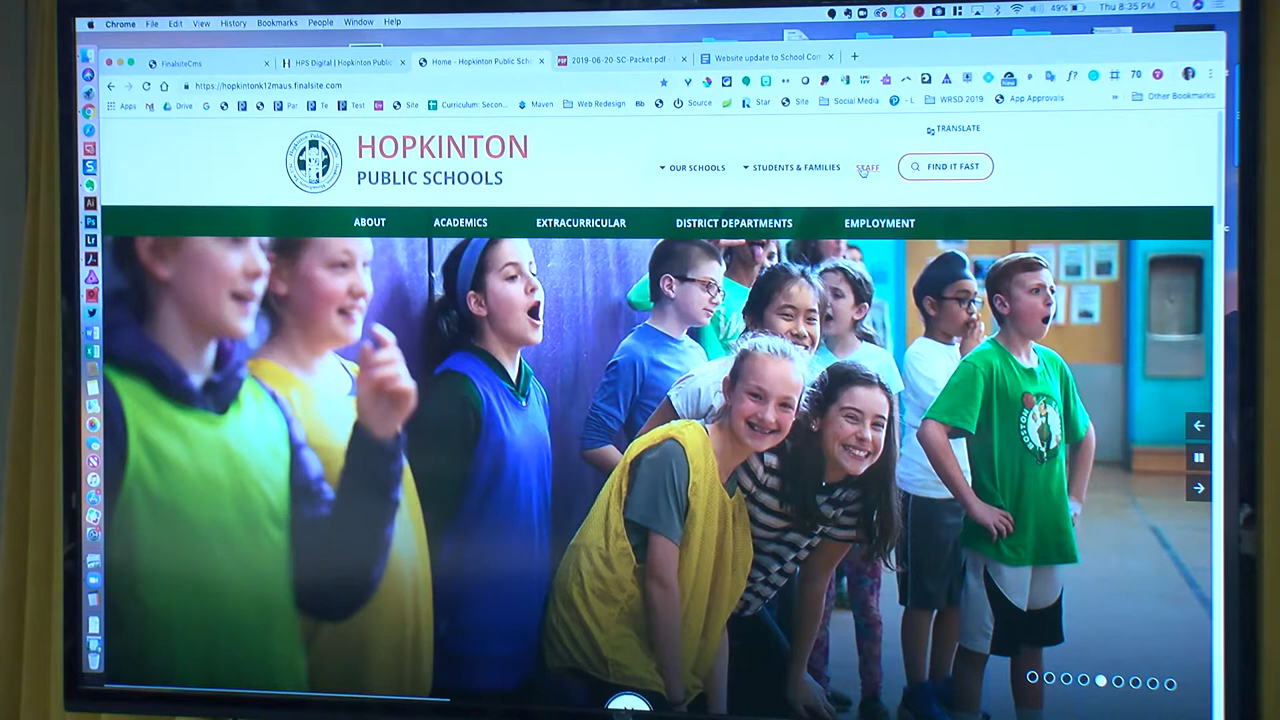 Chrome File Edit View History Bookmarks People Window Help 49% Thu 8:35 PM
FinalsiteCms HPS Digital | Hopkinton Public Home - Hopkinton Public Scho 2019-06-20-SC-Packet.pdf Website update to School Com
https://hopkintonk12maus.finalsite.com
Apps Drive G Par Te Test Site Curriculum: Secon... Maven Web Redesign Bb Source Star Site Social Media - L WRSD 2019 App Approvals » Other Bookmarks
TRANSLATE
HOPKINTON
PUBLIC SCHOOLS
OUR SCHOOLS STUDENTS & FAMILIES STAFF FIND IT FAST
ABOUT ACADEMICS EXTRACURRICULAR DISTRICT DEPARTMENTS EMPLOYMENT
BOSTON